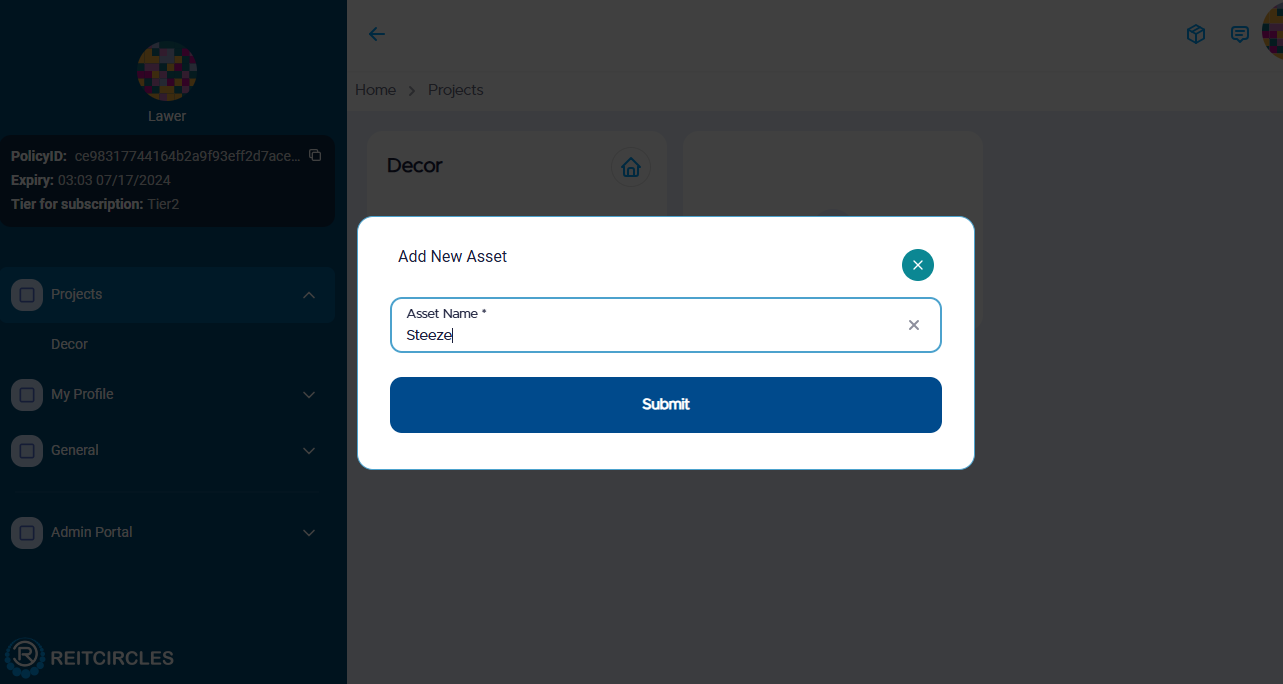 Lawer
PolicyID: ce98317744164b2a9f93eff2d7ace...
Expiry: 03:03 07/17/2024
Tier for subscription: Tier2
Projects
Decor
My Profile
General
Admin Portal
REITCIRCLES
Home > Projects
Decor
Add New Asset
Asset Name *
Steeze
Submit